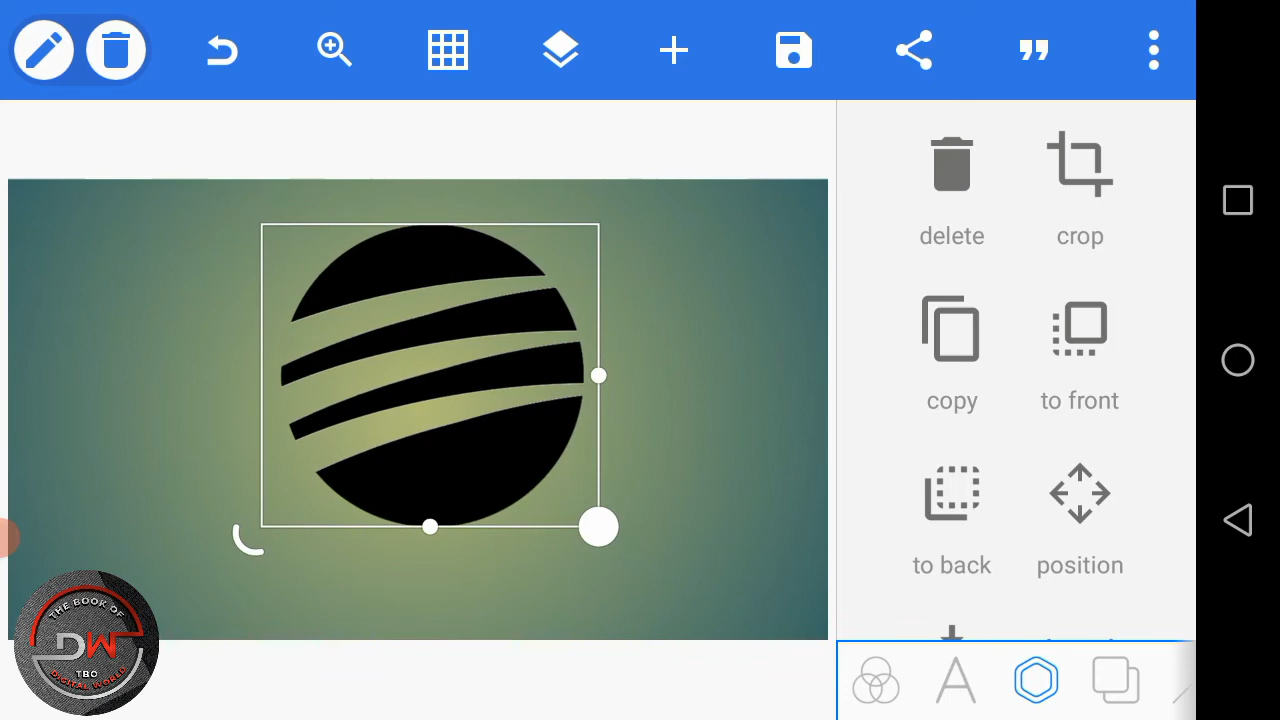 delete
crop
copy
to front
to back
position
THE BOOK OF
DW
TBO
DIGITAL WORLD